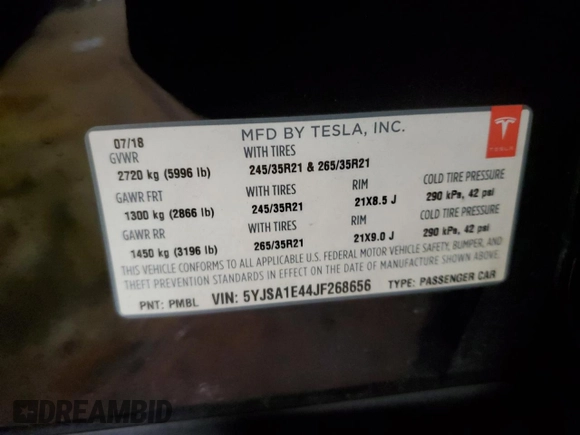 07/18 MFD BY TESLA, INC.
GVWR WITH TIRES
2720 kg (5996 lb) 245/35R21 & 265/35R21
GAWR FRT WITH TIRES RIM COLD TIRE PRESSURE
1300 kg (2866 lb) 245/35R21 21X8.5 J 290 kPa, 42 psi
GAWR RR WITH TIRES RIM COLD TIRE PRESSURE
1450 kg (3196 lb) 265/35R21 21X9.0 J 290 kPa, 42 psi
THIS VEHICLE CONFORMS TO ALL APPLICABLE U.S. FEDERAL MOTOR VEHICLE SAFETY, BUMPER, AND
THEFT PREVENTION STANDARDS IN EFFECT ON THE DATE OF MANUFACTURE SHOWN ABOVE.
PNT: PMBL VIN: 5YJSA1E44JF268656 TYPE: PASSENGER CAR
TESLA
DREAMBID